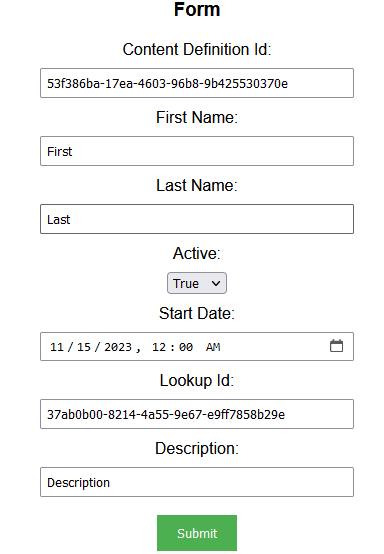 Form
Content Definition Id:
53f386ba-17ea-4603-96b8-9b425530370e
First Name:
First
Last Name:
Last
Active:
True
Start Date:
11/15/2023, 12:00 AM
Lookup Id:
37ab0b00-8214-4a55-9e67-e9ff7858b29e
Description:
Description
Submit